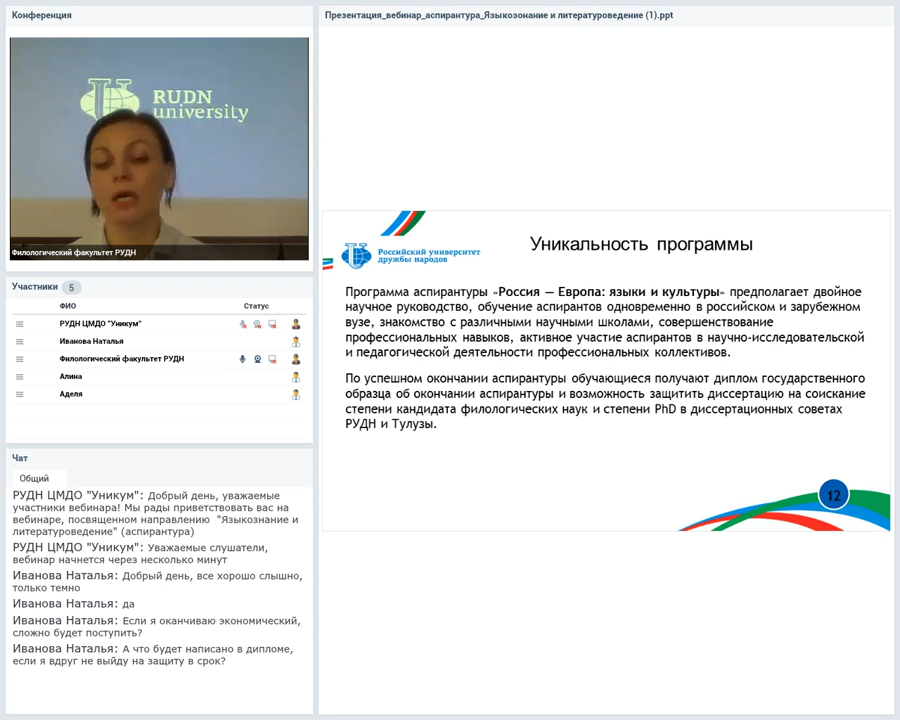 Конференция
RUDN
university
Филологический факультет РУДН
Участники 5
ФИО Статус
РУДН ЦМДО "Уникум"
Иванова Наталья
Филологический факультет РУДН
Алина
Аделя
Чат
Общий
РУДН ЦМДО "Уникум": Добрый день, уважаемые
участники вебинара! Мы рады приветствовать вас на
вебинаре, посвященном направлению "Языкознание и
литературоведение" (аспирантура)
РУДН ЦМДО "Уникум": Уважаемые слушатели,
вебинар начнется через несколько минут
Иванова Наталья: Добрый день, все хорошо слышно,
только темно
Иванова Наталья: да
Иванова Наталья: Если я оканчиваю экономический,
сложно будет поступить?
Иванова Наталья: А что будет написано в дипломе,
если я вдруг не выйду на защиту в срок?
Презентация_вебинар_аспирантура_Языкозонание и литературоведение (1).ppt
Российский университет
дружбы народов
Уникальность программы
Программа аспирантуры «Россия — Европа: языки и культуры» предполагает двойное
научное руководство, обучение аспирантов одновременно в российском и зарубежном
вузе, знакомство с различными научными школами, совершенствование
профессиональных навыков, активное участие аспирантов в научно-исследовательской
и педагогической деятельности профессиональных коллективов.
По успешном окончании аспирантуры обучающиеся получают диплом государственного
образца об окончании аспирантуры и возможность защитить диссертацию на соискание
степени кандидата филологических наук и степени PhD в диссертационных советах
РУДН и Тулузы.
12